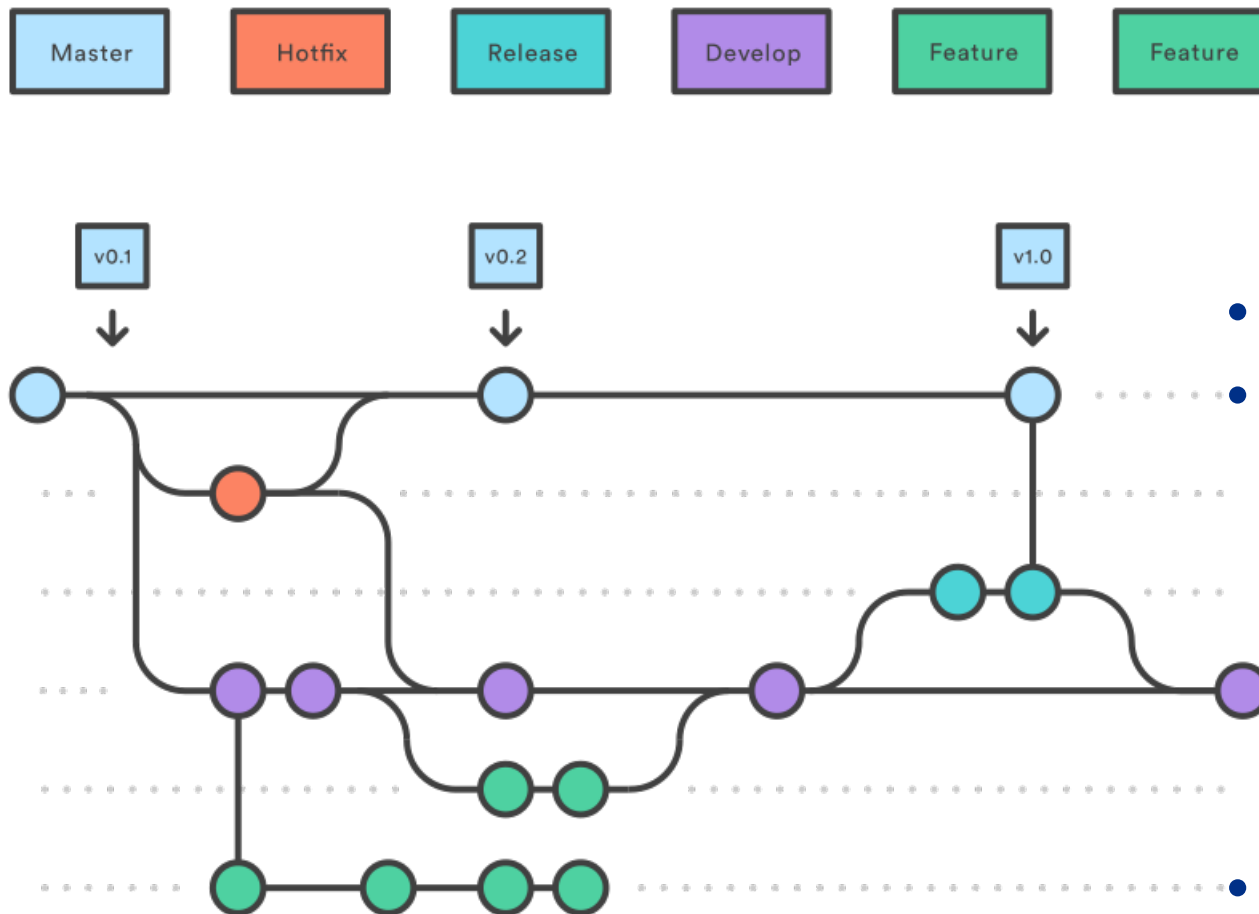 Master
Hotfix
Release
Develop
Feature
Feature
v0.1
v0.2
v1.0